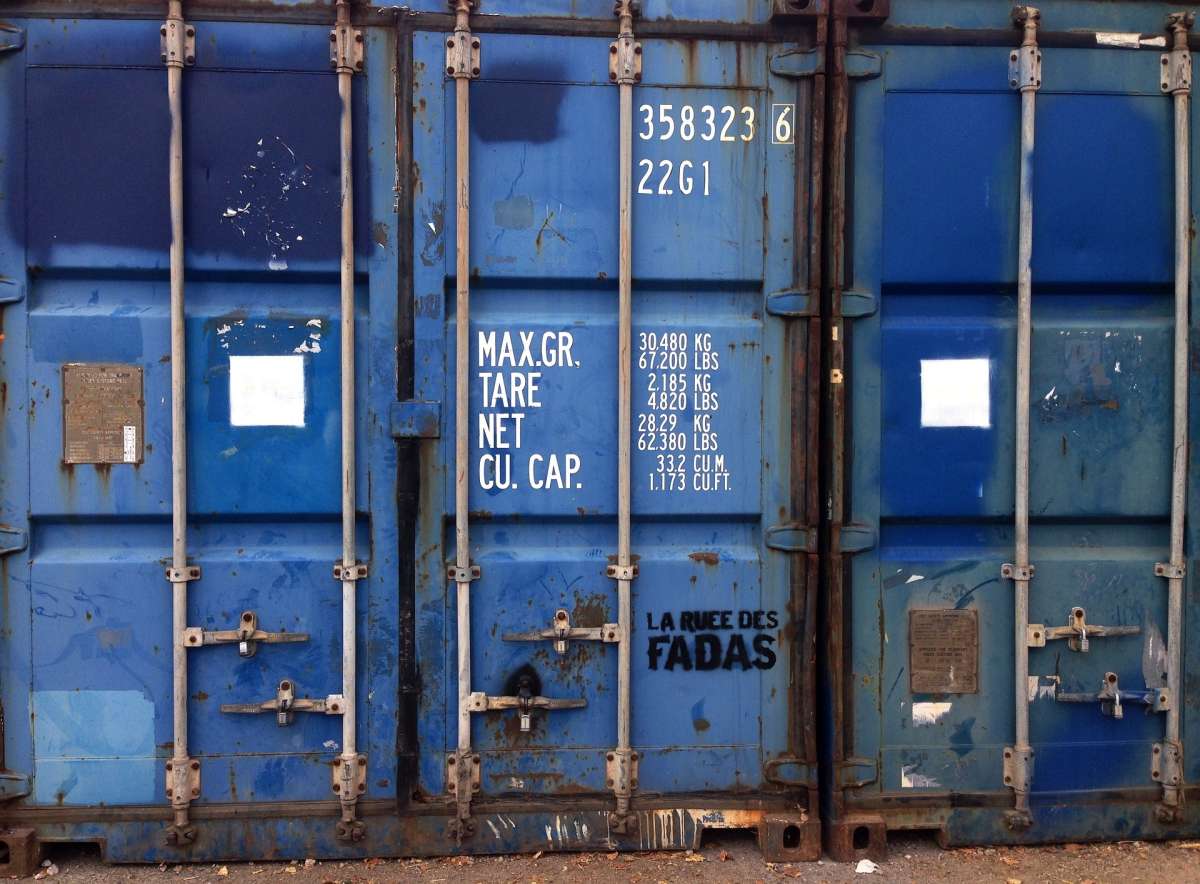 358323 6
22G1
MAX.GR. 30.480 KG
67.200 LBS
TARE 2.185 KG
4.820 LBS
NET 28.29 KG
62.380 LBS
CU. CAP. 33.2 CU.M.
1.173 CU.FT.
LA RUEE DES
FADAS